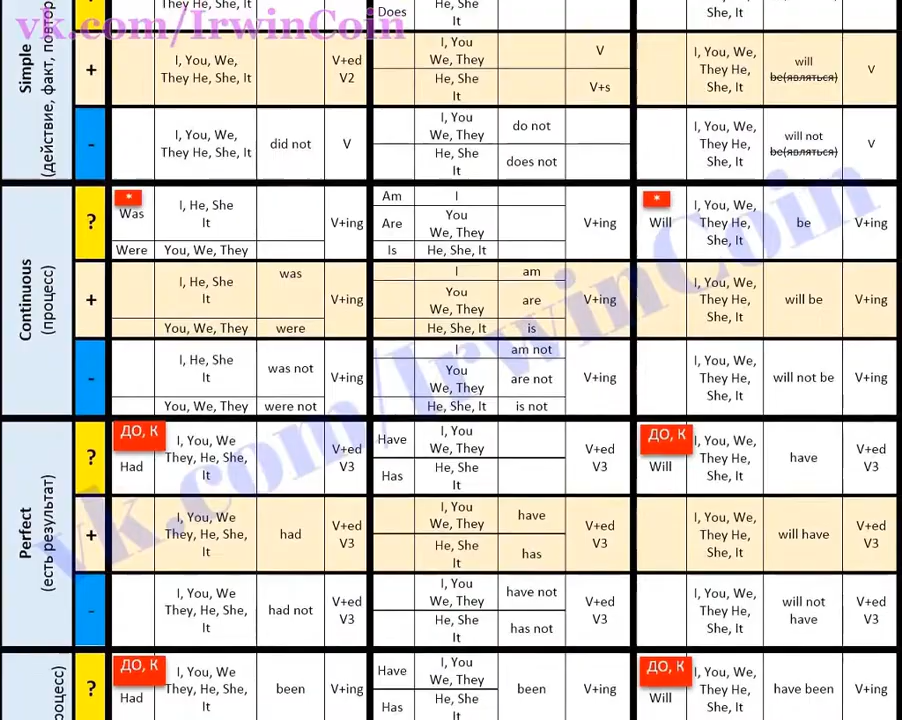 vk.com/IrwinCoin
They He, She, It
Does
He, She
It
She, It
Simple
(действие, факт, повтор
+
I, You, We,
They He, She, It
V+ed
V2
I, You
We, They
V
He, She
It
V+s
I, You, We,
They He,
She, It
will
be(являться)
V
-
I, You, We,
They He, She, It
did not
V
I, You
We, They
do not
He, She
It
does not
I, You, We,
They He,
She, It
will not
be(являться)
V
Continuous
(процесс)
?
*
Was
I, He, She
It
V+ing
Were
You, We, They
Am
I
Are
You
We, They
V+ing
Is
He, She, It
*
Will
I, You, We,
They He,
She, It
be
V+ing
+
I, He, She
It
was
V+ing
You, We, They
were
I
am
You
We, They
are
V+ing
He, She, It
is
I, You, We,
They He,
She, It
will be
V+ing
-
I, He, She
It
was not
V+ing
You, We, They
were not
I
am not
You
We, They
are not
V+ing
He, She, It
is not
I, You, We,
They He,
She, It
will not be
V+ing
Perfect
(есть результат)
?
ДО, К
Had
I, You, We
They, He, She,
It
V+ed
V3
Have
I, You
We, They
Has
He, She
It
V+ed
V3
ДО, К
Will
I, You, We,
They He,
She, It
have
V+ed
V3
+
I, You, We
They, He, She,
It
had
V+ed
V3
I, You
We, They
have
He, She
It
has
V+ed
V3
I, You, We,
They He,
She, It
will have
V+ed
V3
-
I, You, We
They, He, She,
It
had not
V+ed
V3
I, You
We, They
have not
He, She
It
has not
V+ed
V3
I, You, We,
They He,
She, It
will not
have
V+ed
V3
оцесс)
?
ДО, К
Had
I, You, We
They, He, She,
It
been
V+ing
Have
I, You
We, They
Has
He, She
It
been
V+ing
ДО, К
Will
I, You, We,
They He,
She, It
have been
V+ing
vk.com/IrwinCoin